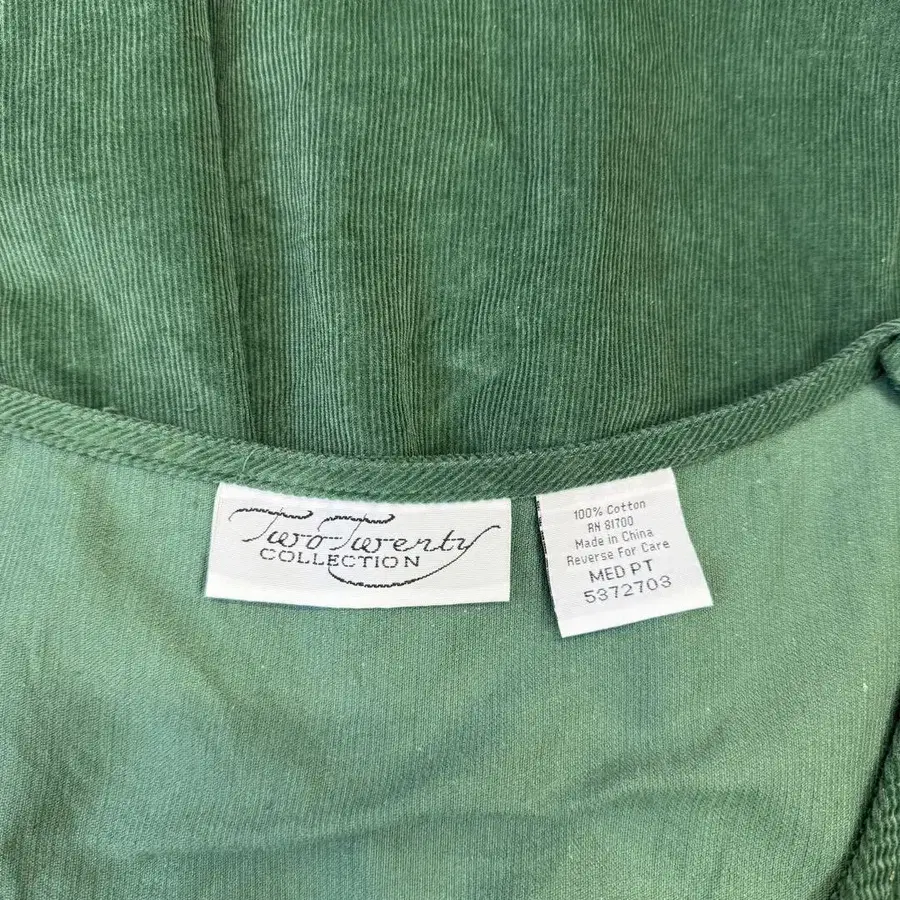 Two-Twenty
COLLECTION
100% Cotton
RN 81700
Made in China
Reverse For Care
MED PT
5372703